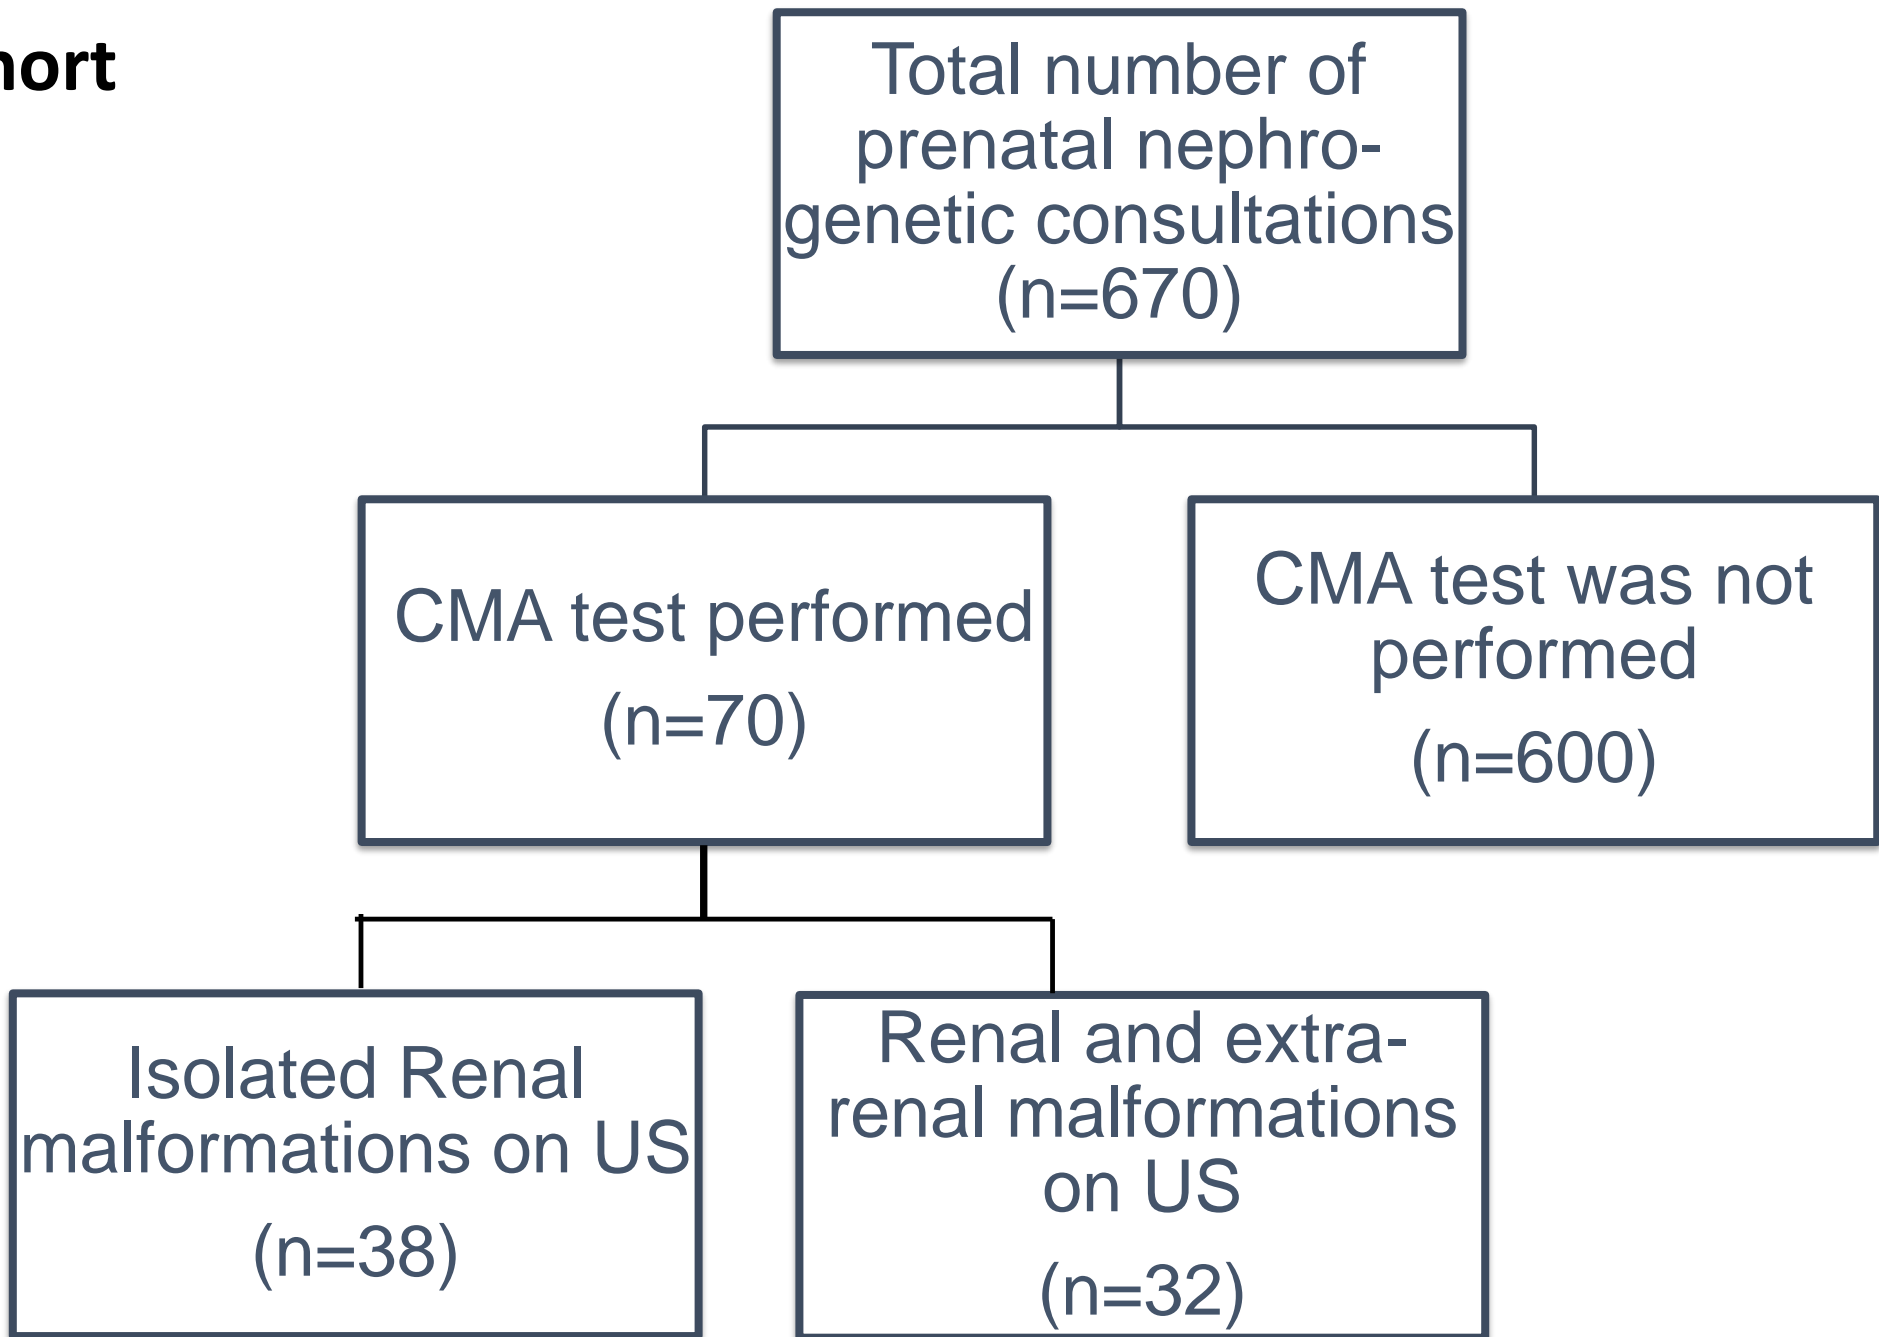 Total number of
prenatal nephro-
genetic consultations
(n=670)
CMA test performed
(n=70)
CMA test was not
performed
(n=600)
Isolated Renal
malformations on US
(n=38)
Renal and extra-
renal malformations
on US
(n=32)